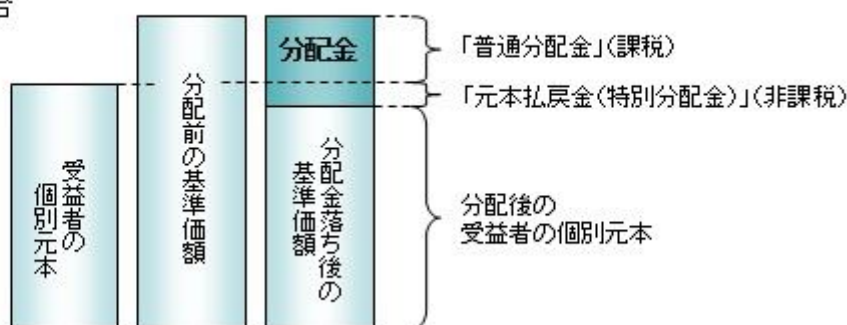 分配金
「普通分配金」(課税)
「元本払戻金(特別分配金)」(非課税)
受益者の
個別元本
分配前の基準価額
分配金落ち後の
基準価額
分配後の
受益者の個別元本